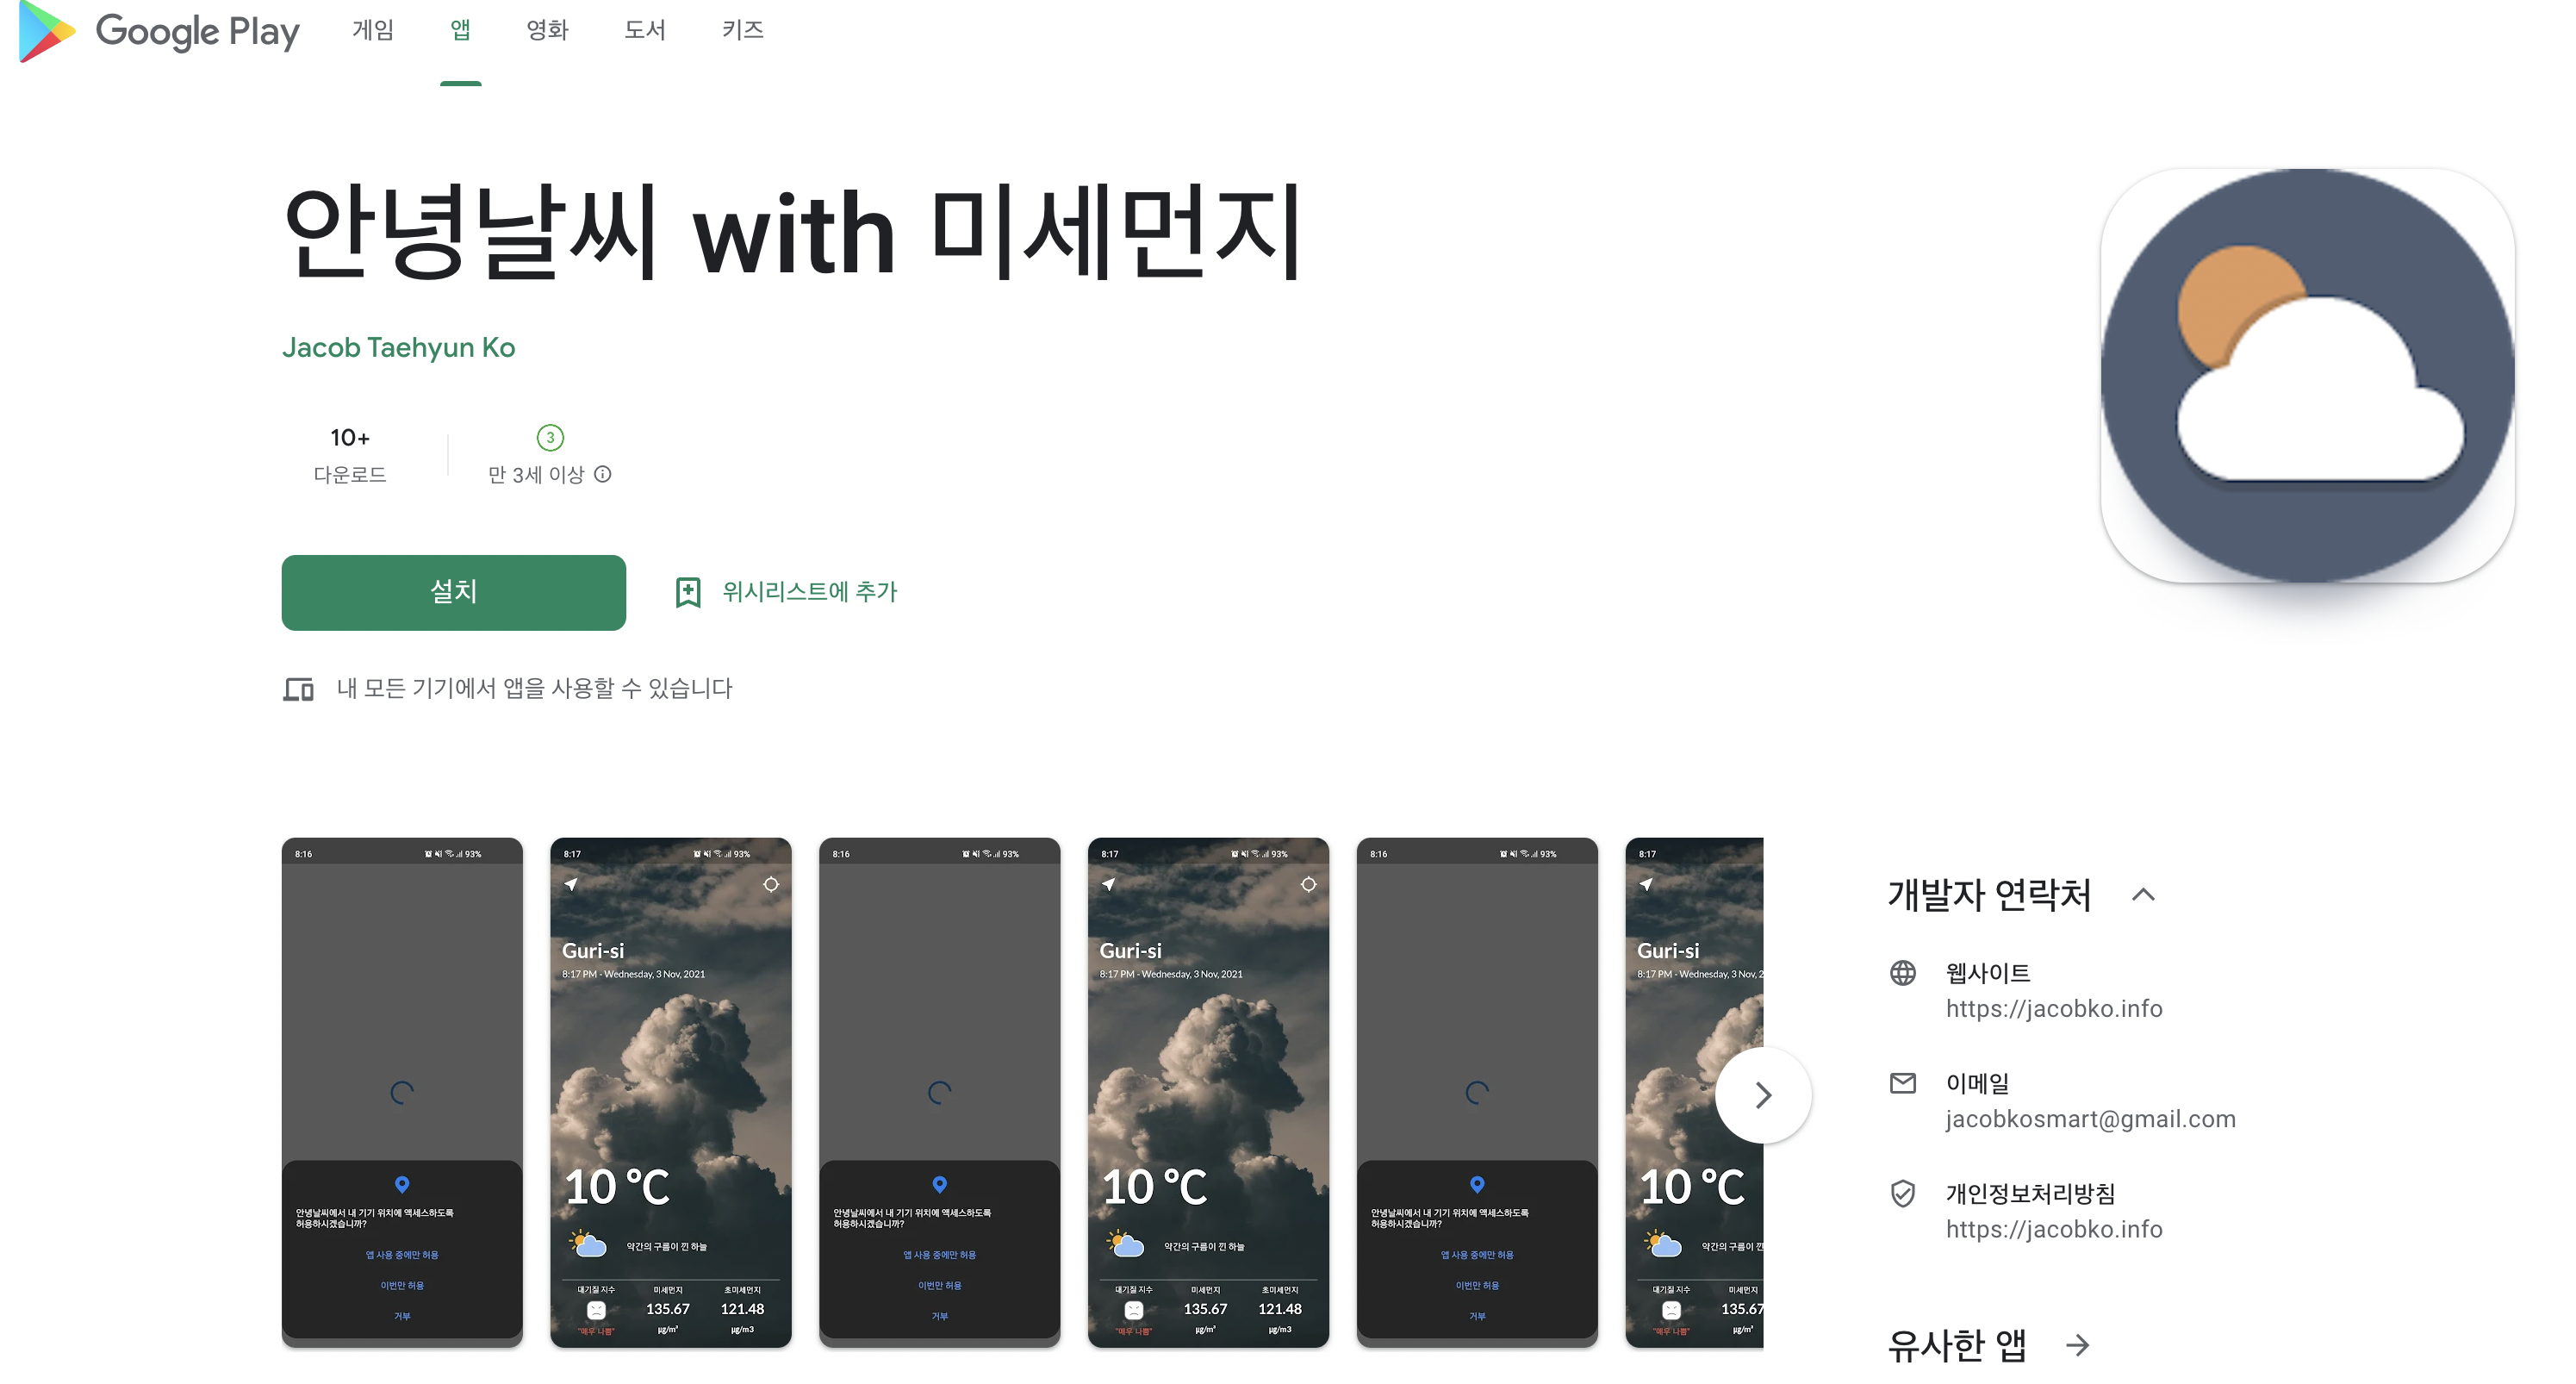 Google Play 게임 앱 영화 도서 키즈
안녕날씨 with 미세먼지
Jacob Taehyun Ko
10+
다운로드
3
만 3세 이상
설치
위시리스트에 추가
내 모든 기기에서 앱을 사용할 수 있습니다
8:16 93%
안녕날씨에서 내 기기 위치에 액세스하도록
허용하시겠습니까?
앱 사용 중에만 허용
이번만 허용
거부
8:17 93%
Guri-si
8:17 PM - Wednesday, 3 Nov, 2021
10 °C
약간의 구름이 낀 하늘
대기질 지수 미세먼지 초미세먼지
135.67 121.48
"매우 나쁨" μg/m³ μg/m3
8:16 93%
안녕날씨에서 내 기기 위치에 액세스하도록
허용하시겠습니까?
앱 사용 중에만 허용
이번만 허용
거부
8:17 93%
Guri-si
8:17 PM - Wednesday, 3 Nov, 2021
10 °C
약간의 구름이 낀 하늘
대기질 지수 미세먼지 초미세먼지
135.67 121.48
"매우 나쁨" μg/m³ μg/m3
8:16 93%
안녕날씨에서 내 기기 위치에 액세스하도록
허용하시겠습니까?
앱 사용 중에만 허용
이번만 허용
거부
8:17
Guri-si
8:17 PM - Wednesday, 3 Nov, 2
10 °C
약간의 구름이 낀
대기질 지수 미세먼지
135.67
"매우 나쁨" μg/m³
개발자 연락처
웹사이트
https://jacobko.info
이메일
jacobkosmart@gmail.com
개인정보처리방침
https://jacobko.info
유사한 앱